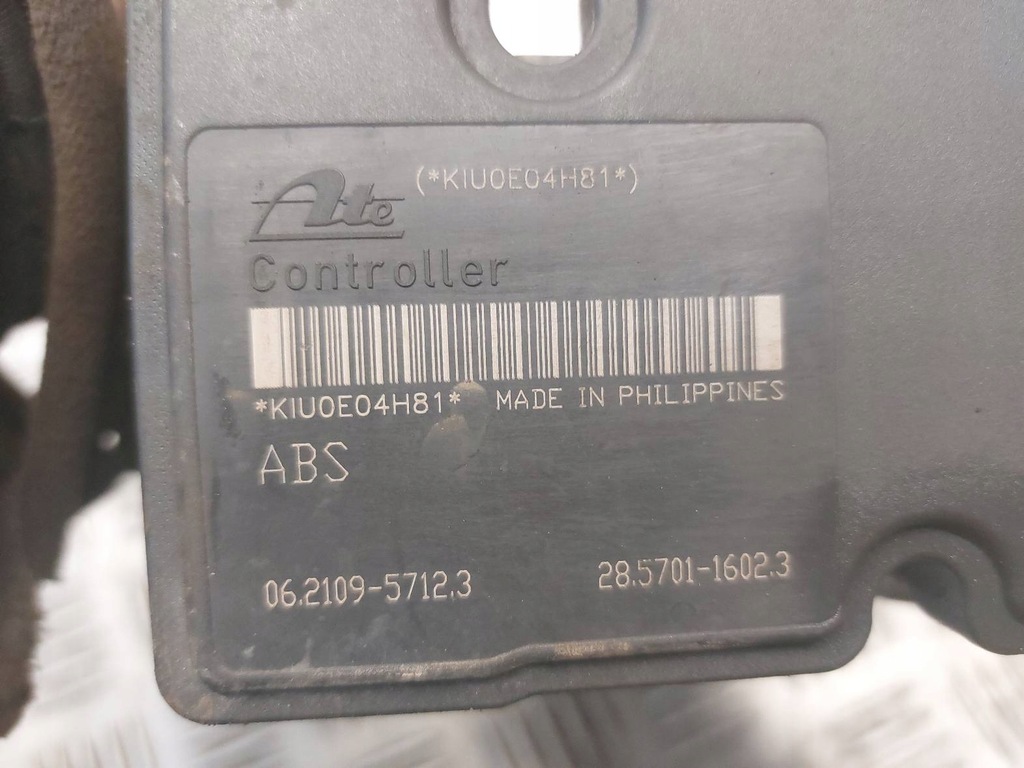 Ate (*KIU0E04H81*)
Controller
*KIU0E04H81* MADE IN PHILIPPINES
ABS
06.2109-5712.3 28.5701-1602.3